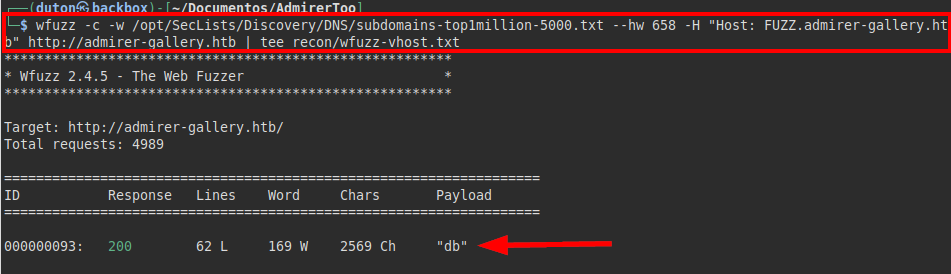 ┌──(duton㉿backbox)-[~/Documentos/AdmirerToo]
└─$ wfuzz -c -w /opt/SecLists/Discovery/DNS/subdomains-top1million-5000.txt --hw 658 -H "Host: FUZZ.admirer-gallery.ht
b" http://admirer-gallery.htb | tee recon/wfuzz-vhost.txt
********************************************************
* Wfuzz 2.4.5 - The Web Fuzzer                         *
********************************************************

Target: http://admirer-gallery.htb/
Total requests: 4989

===================================================================
ID           Response   Lines    Word     Chars       Payload
===================================================================

000000093:   200        62 L     169 W    2569 Ch     "db"